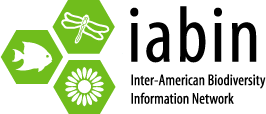 iabin
Inter-American Biodiversity
Information Network